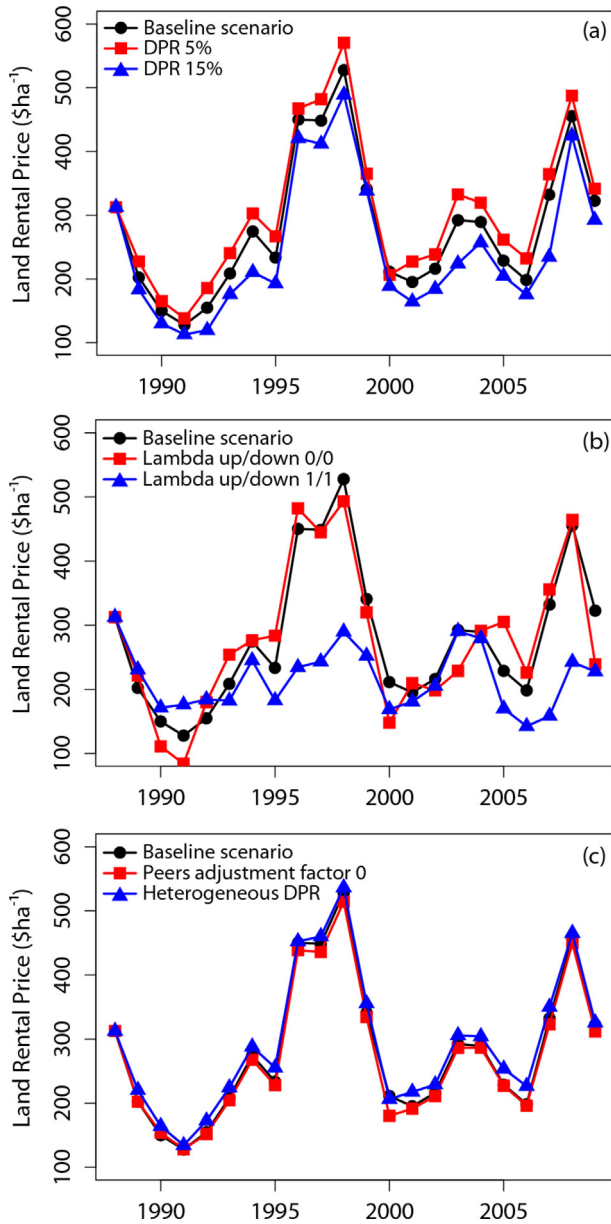 (a)
Baseline scenario
DPR 5%
DPR 15%
Land Rental Price ($ha⁻¹)
600
500
400
300
200
100
1990
1995
2000
2005
(b)
Baseline scenario
Lambda up/down 0/0
Lambda up/down 1/1
Land Rental Price ($ha⁻¹)
600
500
400
300
200
100
1990
1995
2000
2005
(c)
Baseline scenario
Peers adjustment factor 0
Heterogeneous DPR
Land Rental Price ($ha⁻¹)
600
500
400
300
200
100
1990
1995
2000
2005